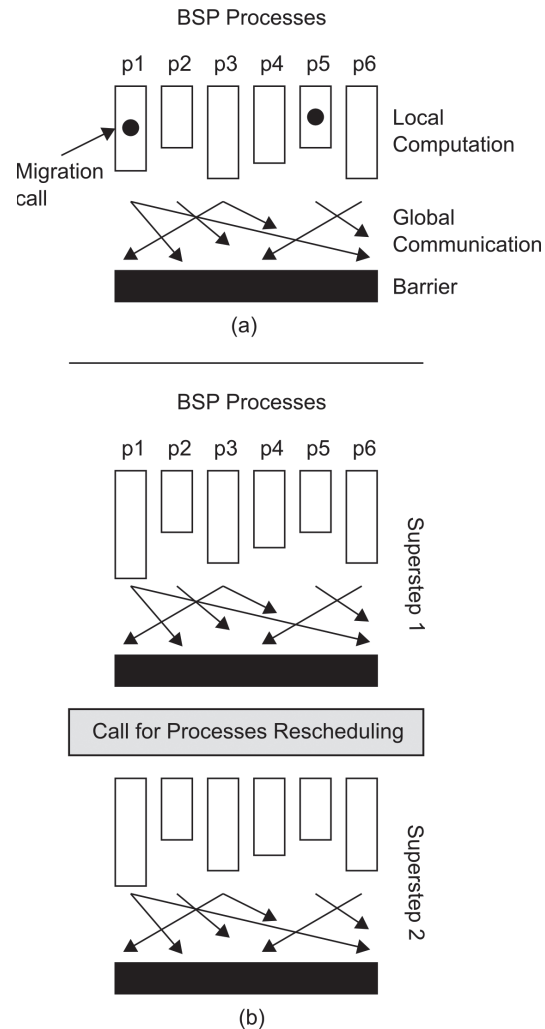 BSP Processes
p1 p2 p3 p4 p5 p6
Local
Computation
Migration
call
Global
Communication
Barrier
(a)
BSP Processes
p1 p2 p3 p4 p5 p6
Superstep 1
Call for Processes Rescheduling
Superstep 2
(b)